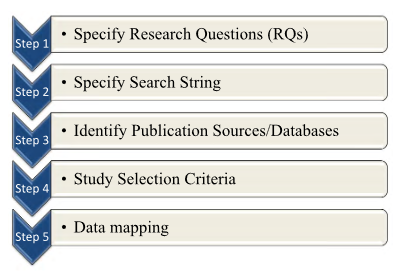 Step 1 • Specify Research Questions (RQs)
Step 2 • Specify Search String
Step 3 • Identify Publication Sources/Databases
Step 4 • Study Selection Criteria
Step 5 • Data mapping